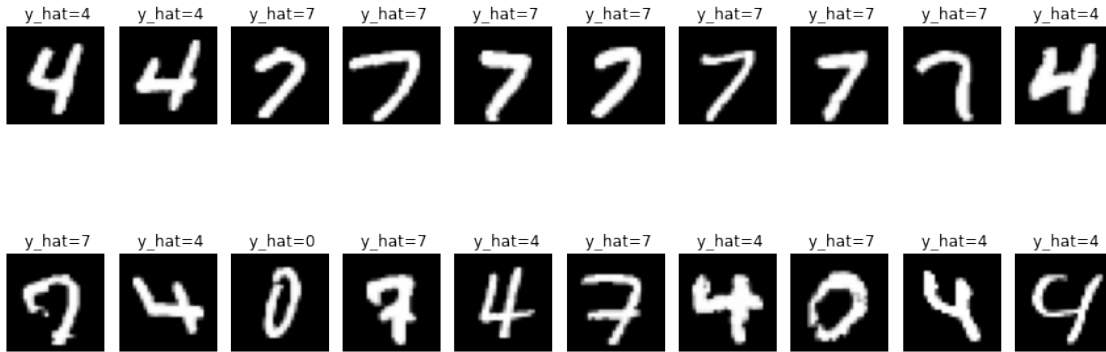 y_hat=4 y_hat=4 y_hat=7 y_hat=7 y_hat=7 y_hat=7 y_hat=7 y_hat=7 y_hat=7 y_hat=4
4 4 7 7 7 7 7 7 7 4
y_hat=7 y_hat=4 y_hat=0 y_hat=7 y_hat=4 y_hat=7 y_hat=4 y_hat=7 y_hat=4 y_hat=4
4 0 7 4 7 4 0 4 4